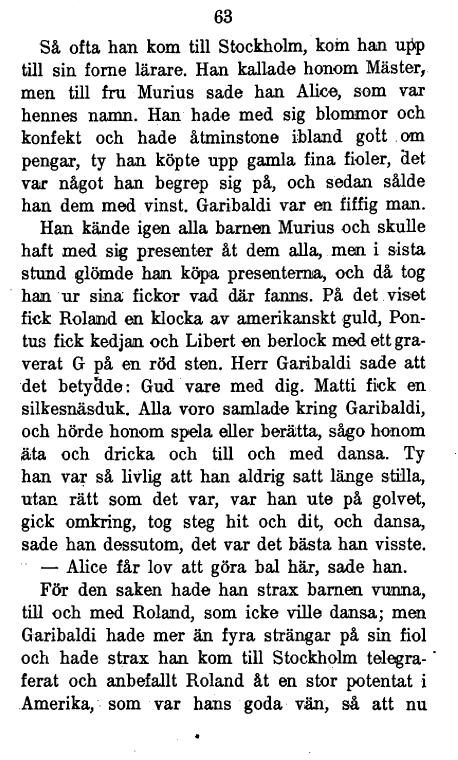 63
Så ofta han kom till Stockholm, kom han upp
till sin forne lärare. Han kallade honom Mäster,
men till fru Murius sade han Alice, som var
hennes namn. Han hade med sig blommor och
konfekt och hade åtminstone ibland gott om
pengar, ty han köpte upp gamla fina fioler, det
var något han begrep sig på, och sedan sålde
han dem med vinst. Garibaldi var en fiffig man.
Han kände igen alla barnen Murius och skulle
haft med sig presenter åt dem alla, men i sista
stund glömde han köpa presenterna, och då tog
han ur sina fickor vad där fanns. På det viset
fick Roland en klocka av amerikanskt guld, Pon-
tus fick kedjan och Libert en berlock med ett gra-
verat G på en röd sten. Herr Garibaldi sade att
det betydde: Gud vare med dig. Matti fick en
silkesnäsduk. Alla voro samlade kring Garibaldi,
och hörde honom spela eller berätta, sågo honom
äta och dricka och till och med dansa. Ty
han var så livlig att han aldrig satt länge stilla,
utan rätt som det var, var han ute på golvet,
gick omkring, tog steg hit och dit, och dansa,
sade han dessutom, det var det bästa han visste.
— Alice får lov att göra bal här, sade han.
För den saken hade han strax barnen vunna,
till och med Roland, som icke ville dansa; men
Garibaldi hade mer än fyra strängar på sin fiol
och hade strax han kom till Stockholm telegra-
ferat och anbefallt Roland åt en stor potentat i
Amerika, som var hans goda vän, så att nu